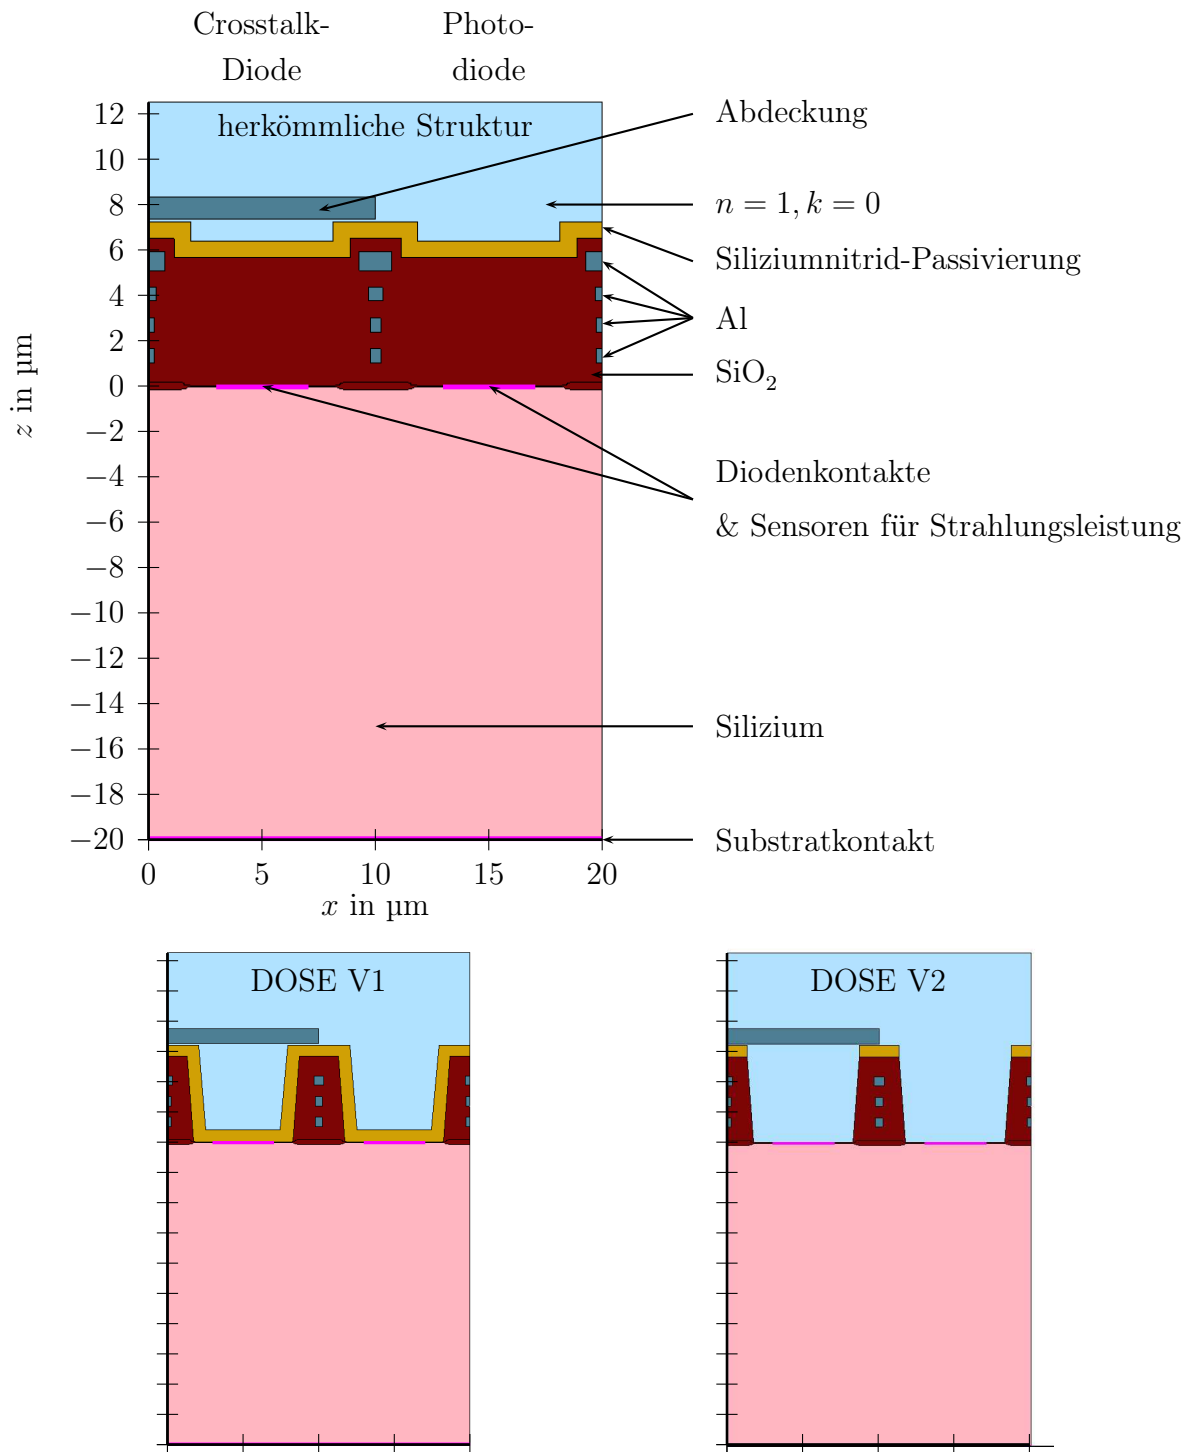 Crosstalk-
Diode
Photo-
diode
herkömmliche Struktur
12
10
8
6
4
2
0
−2
−4
−6
−8
−10
−12
−14
−16
−18
−20
z in µm
0
5
10
15
20
x in µm
Abdeckung
n = 1, k = 0
Siliziumnitrid-Passivierung
Al
SiO₂
Diodenkontakte
& Sensoren für Strahlungsleistung
Silizium
Substratkontakt
DOSE V1
DOSE V2